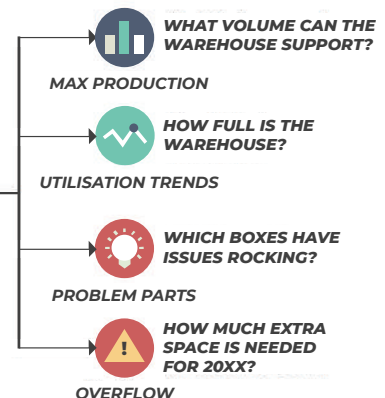 WHAT VOLUME CAN THE
WAREHOUSE SUPPORT?
MAX PRODUCTION
HOW FULL IS THE
WAREHOUSE?
UTILISATION TRENDS
WHICH BOXES HAVE
ISSUES ROCKING?
PROBLEM PARTS
HOW MUCH EXTRA
SPACE IS NEEDED
FOR 20XX?
!
OVERFLOW